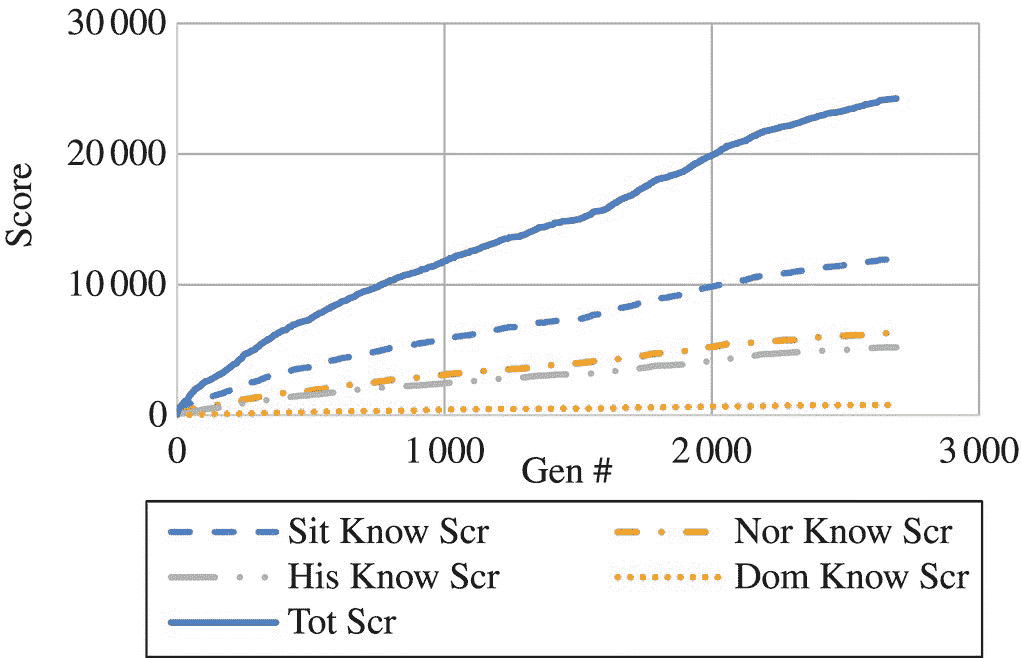 30 000
20 000
10 000
0
Score
0 1 000 2 000 3 000
Gen #
Sit Know Scr Nor Know Scr
His Know Scr Dom Know Scr
Tot Scr